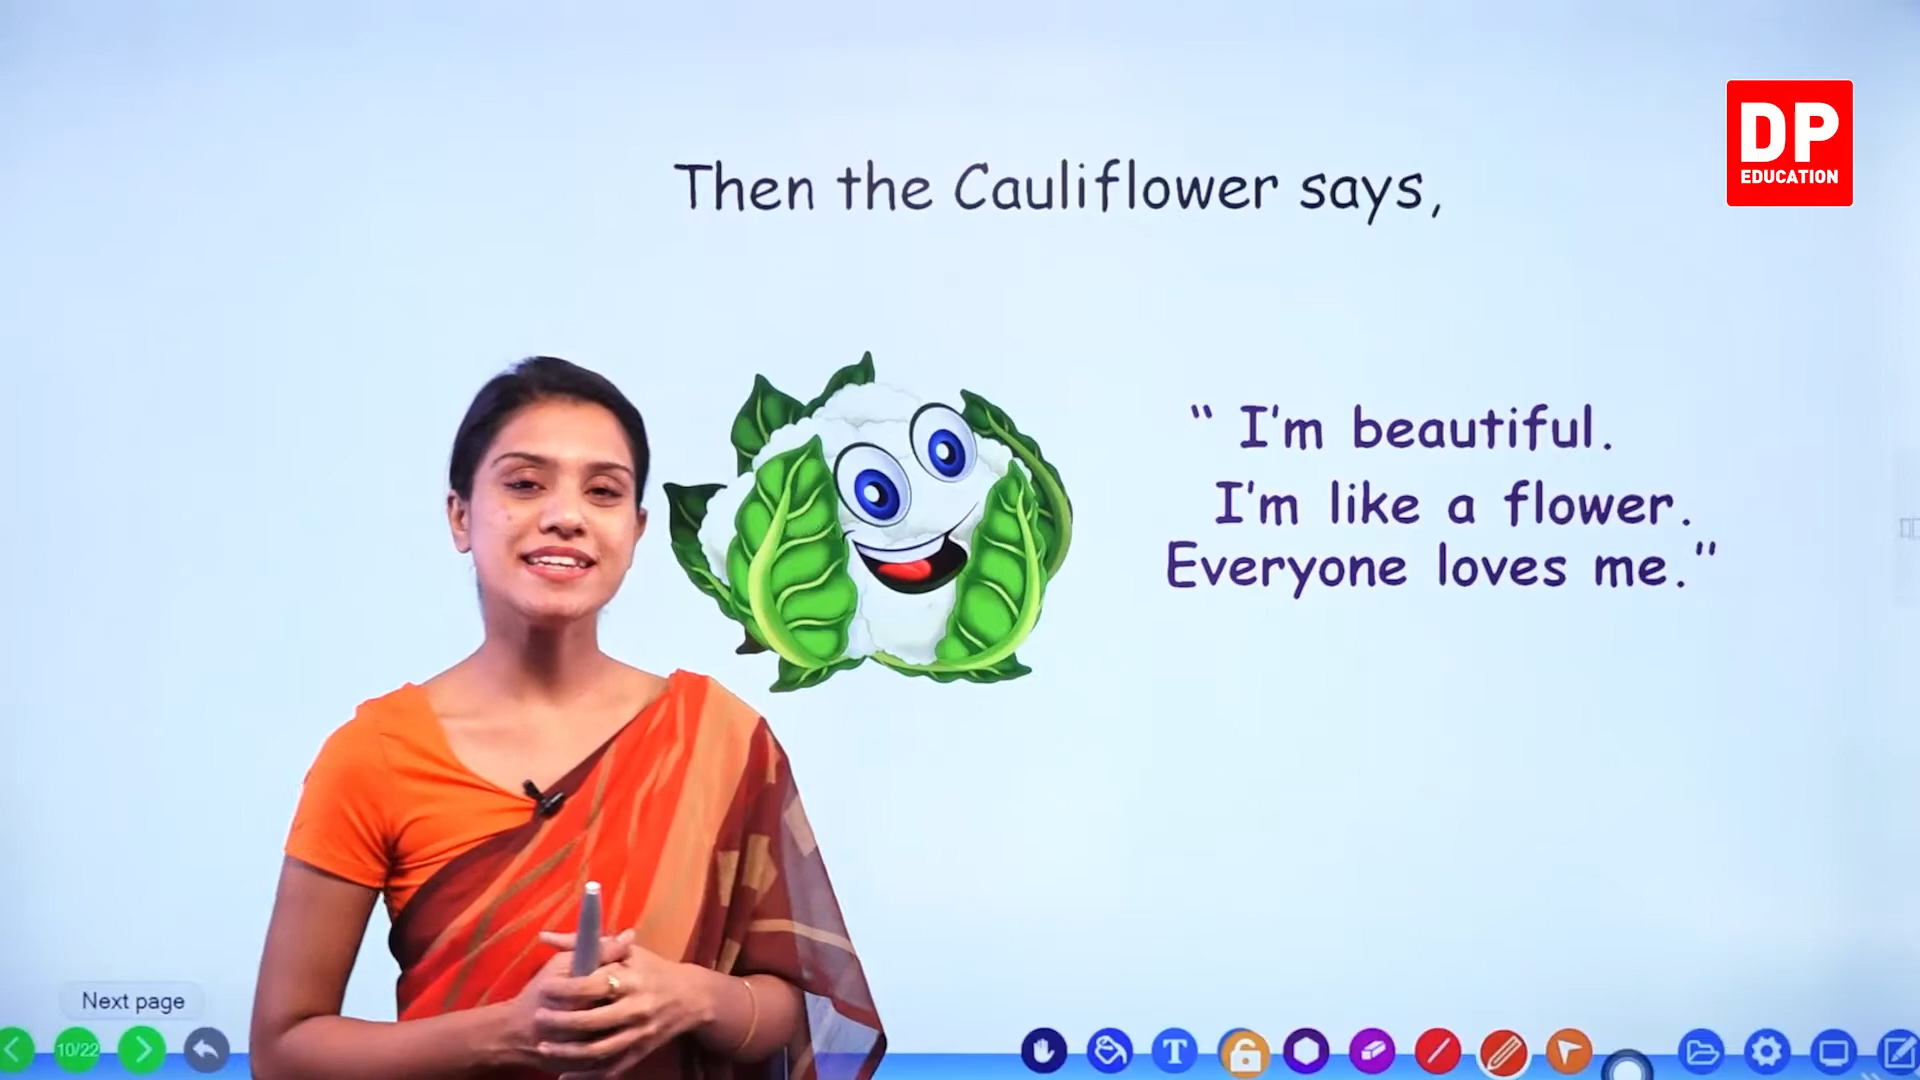 DP
EDUCATION
Then the Cauliflower says,
“ I'm beautiful.
I'm like a flower.
Everyone loves me.”
Next page
10/22
T